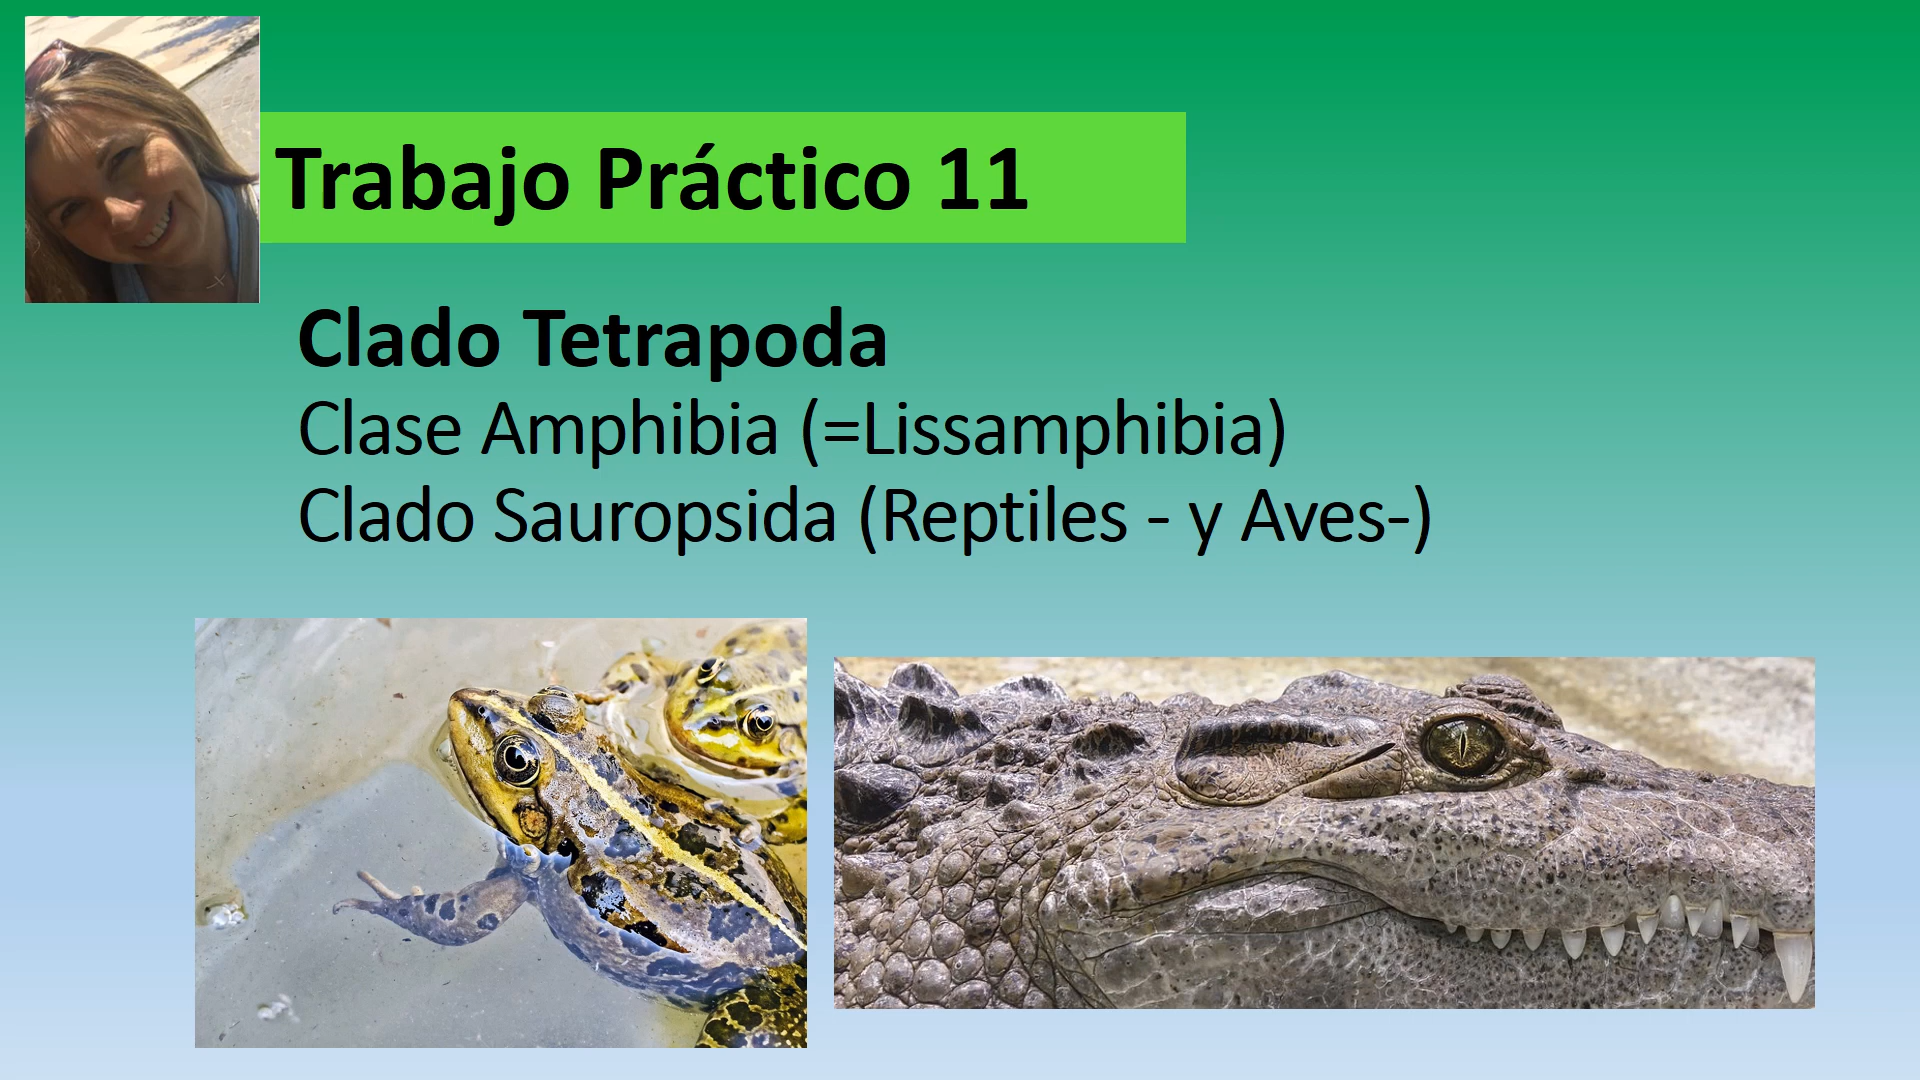 Trabajo Práctico 11
Clado Tetrapoda
Clase Amphibia (=Lissamphibia)
Clado Sauropsida (Reptiles - y Aves-)